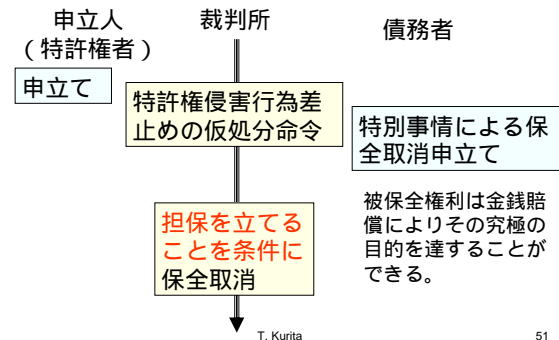 申立人
（特許権者）
裁判所
債務者
申立て
特許権侵害行為差
止めの仮処分命令
特別事情による保
全取消申立て
被保全権利は金銭賠
償によりその究極の
目的を達することが
できる。
担保を立てる
ことを条件に
保全取消
T. Kurita
51